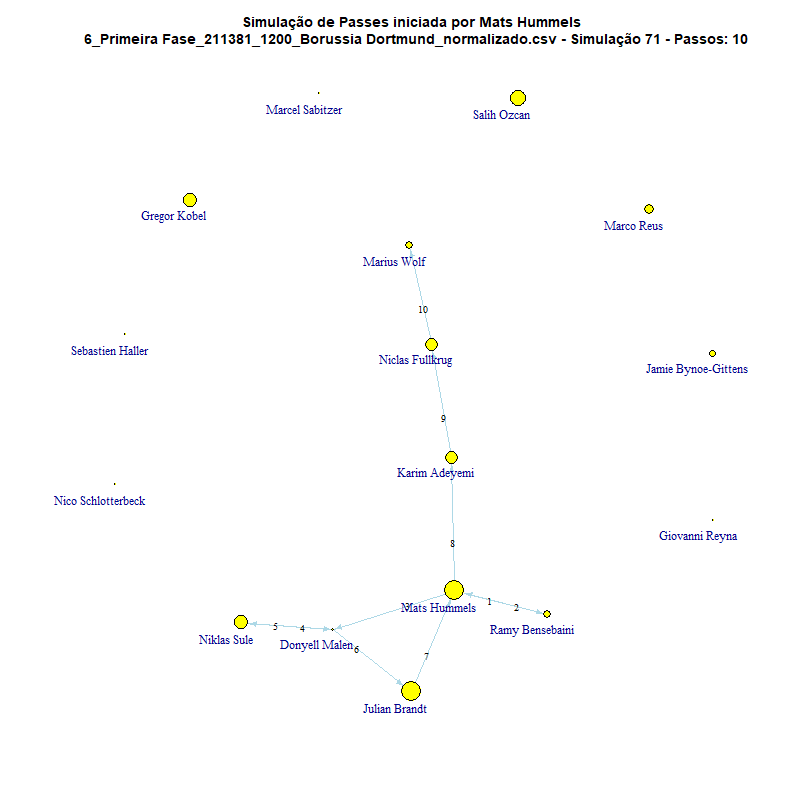 Simulação de Passes iniciada por Mats Hummels
6_Primeira Fase_211381_1200_Borussia Dortmund_normalizado.csv - Simulação 71 - Passos: 10
Marcel Sabitzer
Salih Ozcan
Gregor Kobel
Marco Reus
Marius Wolf
10
Sebastien Haller
Niclas Fullkrug
Jamie Bynoe-Gittens
9
Karim Adeyemi
Nico Schlotterbeck
Giovanni Reyna
8
Mats Hummels
1
2
Ramy Bensebaini
5
4
Niklas Sule
Donyell Malen
6
7
Julian Brandt